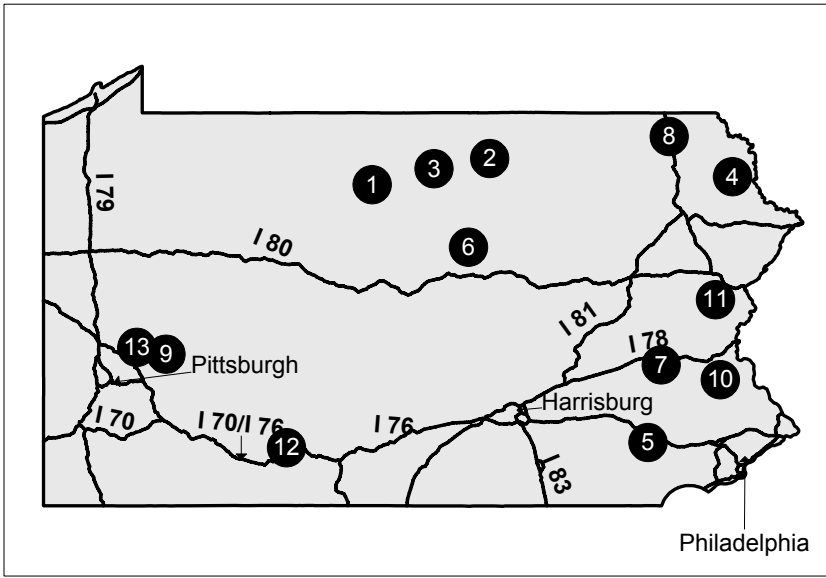 8
2
3
4
1
I 79
I 80
6
11
I 81
I 78
13
9
Pittsburgh
7
10
Harrisburg
I 70
I 70/I 76
I 76
12
5
I 83
Philadelphia